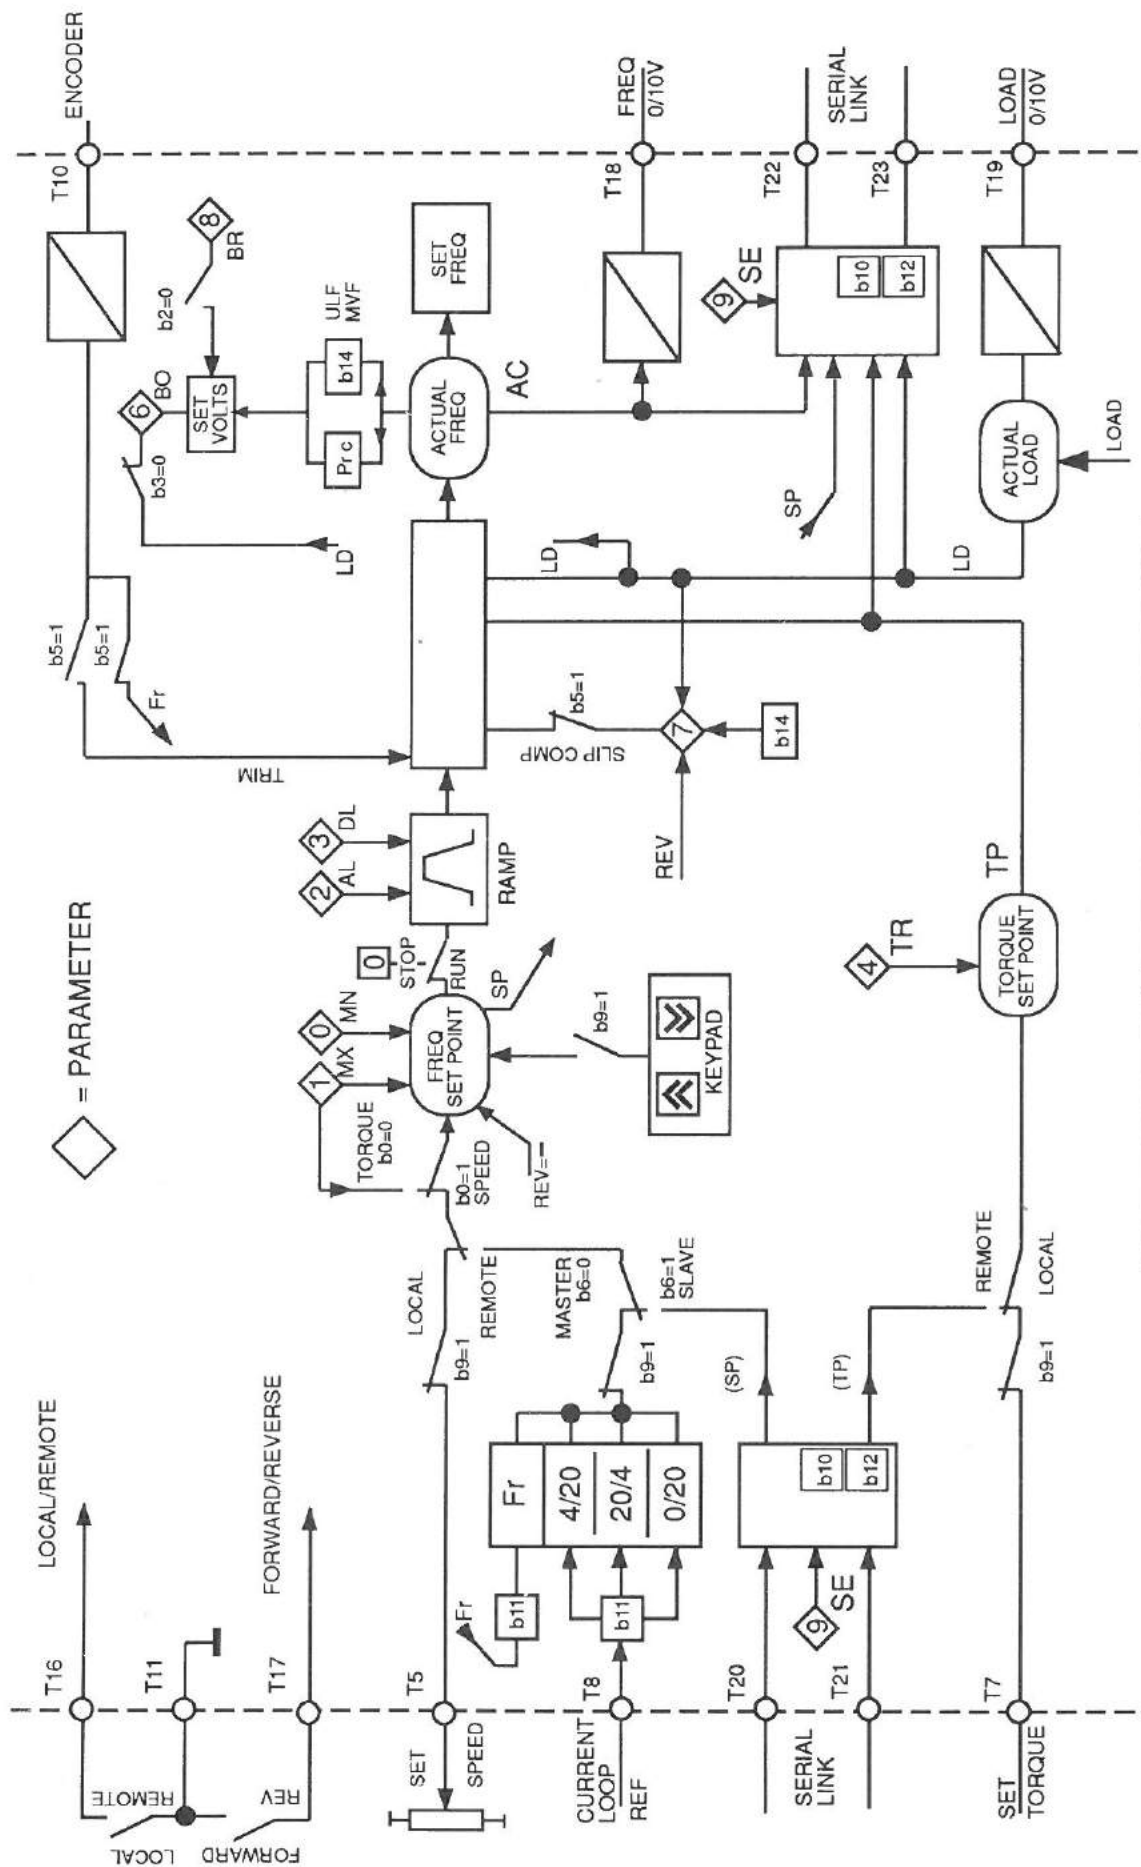 T16
LOCAL/REMOTE
REMOTE
LOCAL
T11
FORWARD/REVERSE
T17
REV
FORWARD
= PARAMETER
T5
SET
SPEED
LOCAL
b9=1
REMOTE
TORQUE
b0=0
b0=1
SPEED
1
MX
0
MN
FREQ
SET POINT
REV=–
SP
0
STOP
RUN
2
AL
3
DL
RAMP
TRIM
b5=1
b5=1
Fr
T10
ENCODER
LD
b3=0
6
BO
SET
VOLTS
b2=0
8
BR
Pr c
b14
ULF
MVF
ACTUAL
FREQ
SET
FREQ
AC
T18
FREQ
0/10V
b9=1
KEYPAD
REV
SLIP COMP
b5=1
7
b14
LD
SP
9
SE
b10
b12
T22
T23
SERIAL
LINK
T19
LOAD
0/10V
ACTUAL
LOAD
LOAD
LD
Fr
b11
Fr
4/20
20/4
0/20
T8
CURRENT
LOOP
REF
b11
b9=1
MASTER
b6=0
b6=1
SLAVE
T20
T21
SERIAL
LINK
9
SE
b10
b12
(SP)
(TP)
T7
SET
TORQUE
b9=1
REMOTE
LOCAL
4
TR
TORQUE
SET POINT
TP